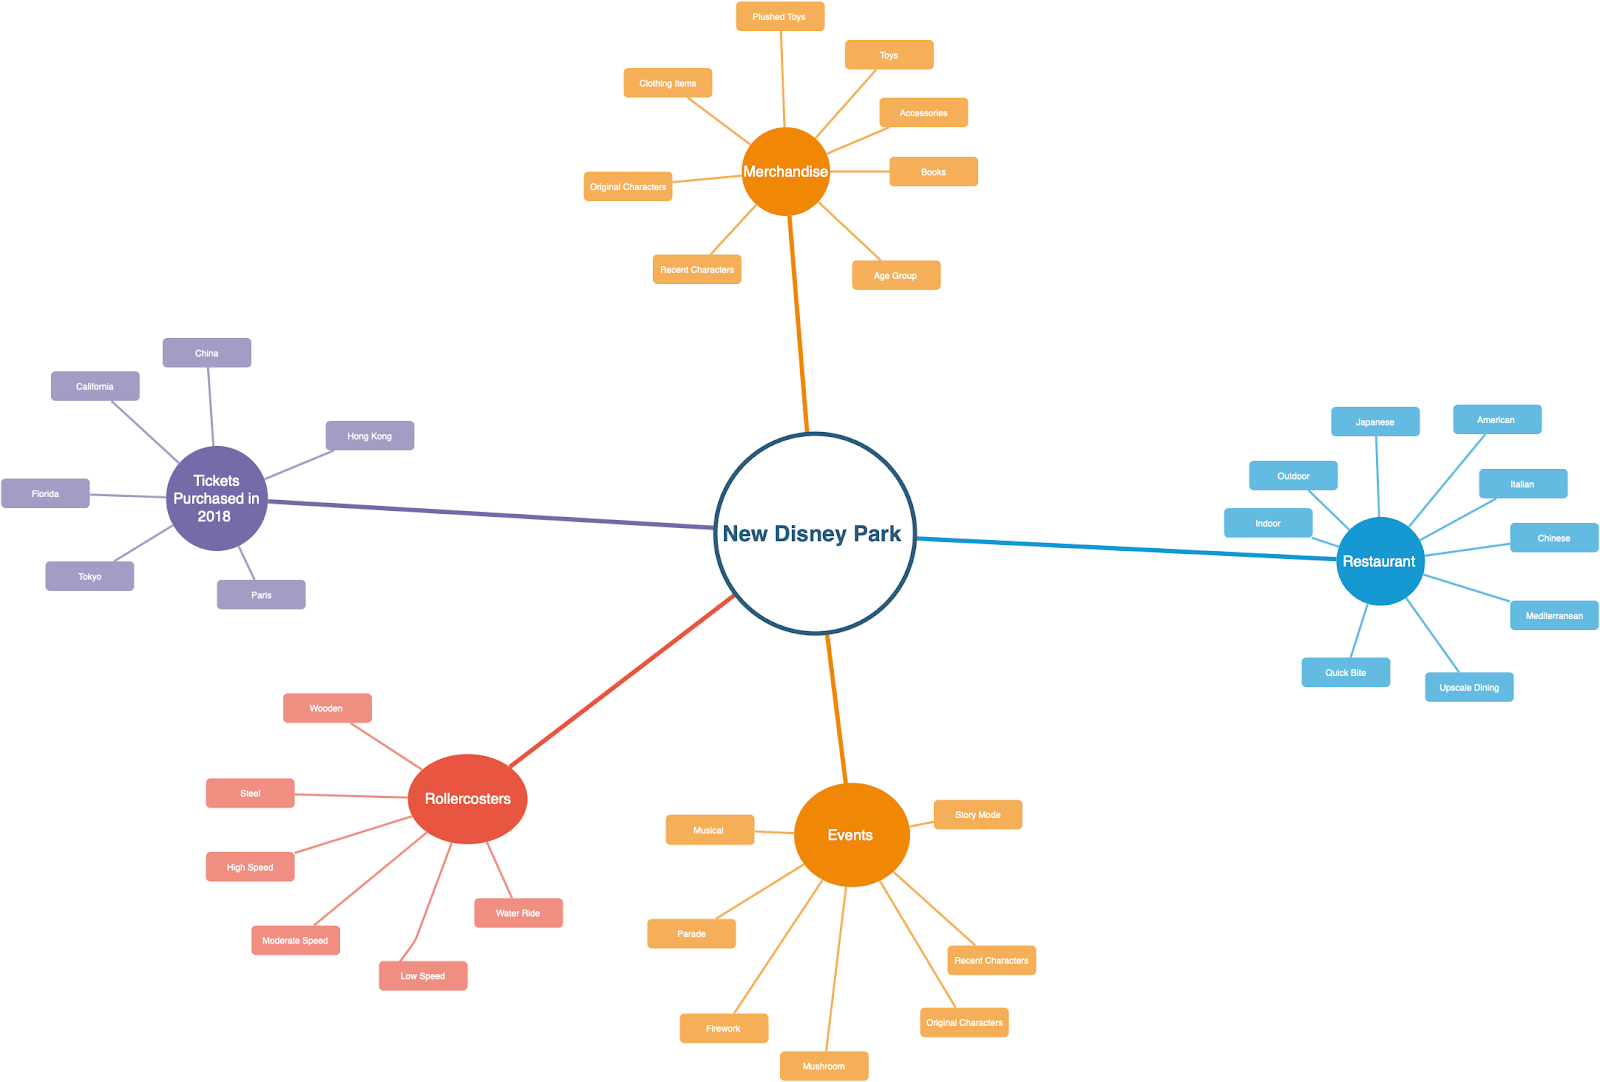 Plushed Toys
Toys
Clothing Items
Accessories
Merchandise
Books
Original Characters
Recent Characters
Age Group
China
California
Hong Kong
Florida
Tickets
Purchased in
2018
Tokyo
Paris
New Disney Park
Japanese
American
Outdoor
Italian
Indoor
Chinese
Restaurant
Mediterranean
Quick Bite
Upscale Dining
Wooden
Steel
Rollercosters
High Speed
Moderate Speed
Low Speed
Water Ride
Musical
Events
Story Mode
Parade
Recent Characters
Firework
Original Characters
Mushroom